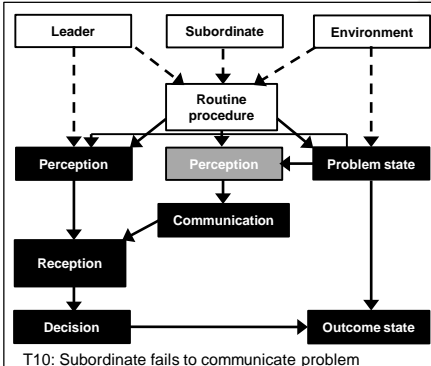 Leader Subordinate Environment
Routine
procedure
Perception Perception Problem state
Communication
Reception
Decision Outcome state
T10: Subordinate fails to communicate problem